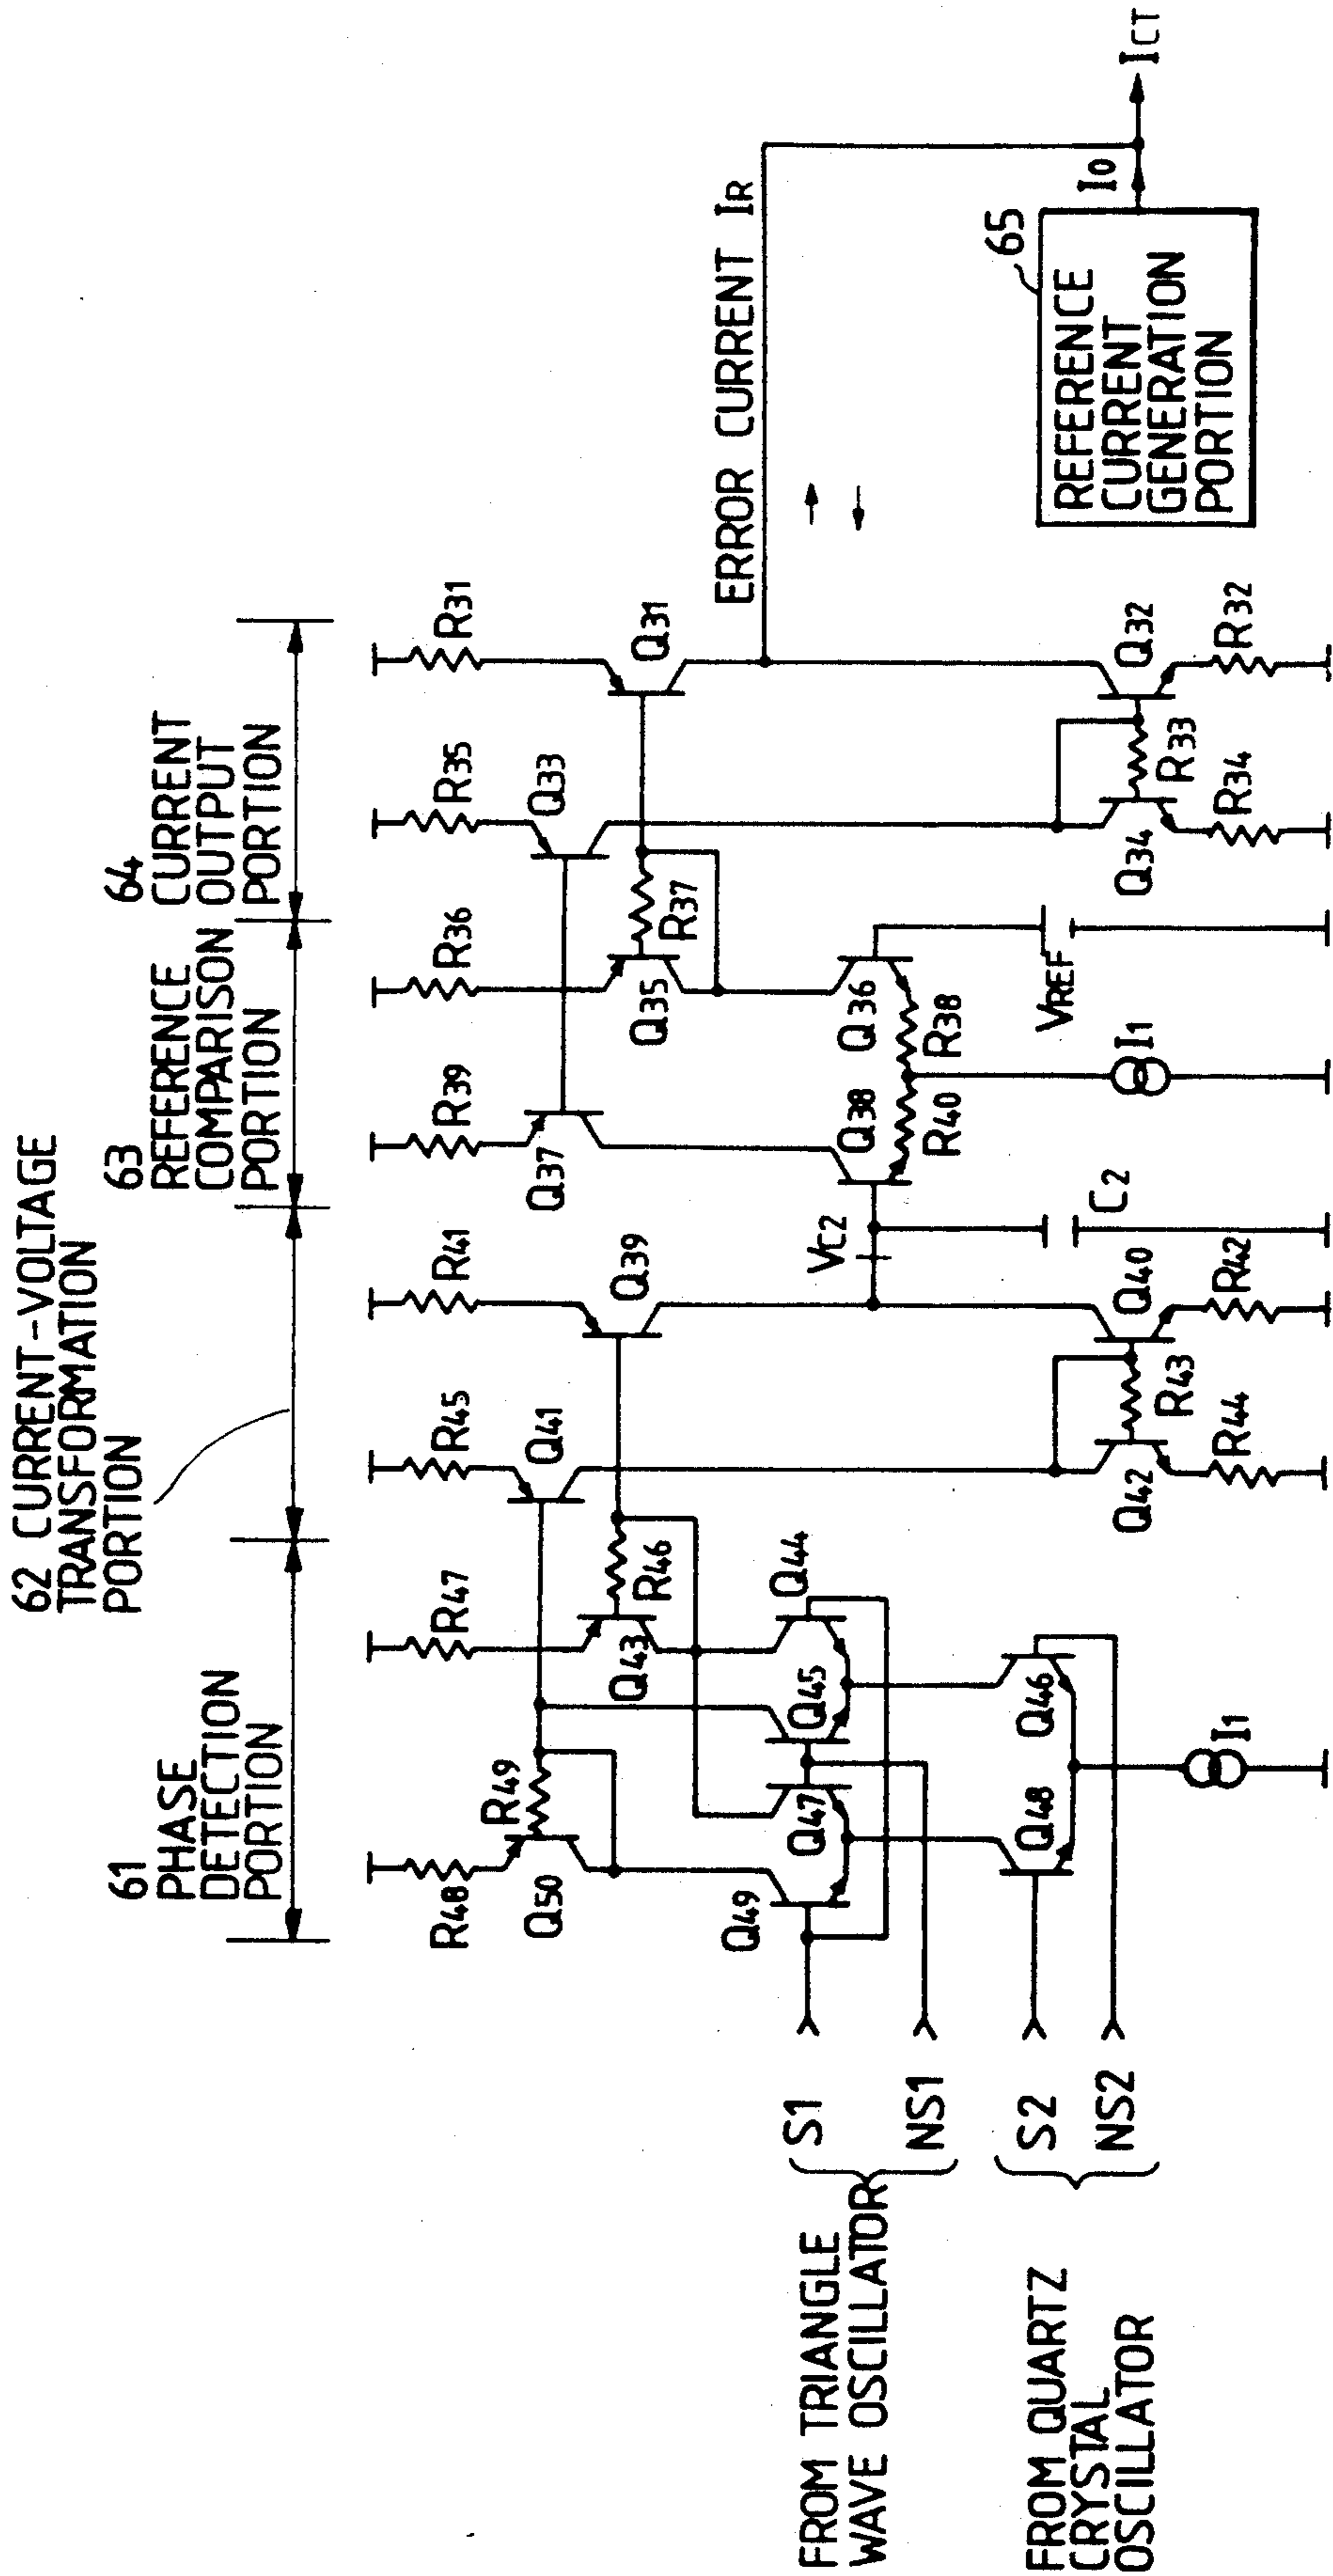 62 CURRENT-VOLTAGE
TRANSFORMATION
PORTION
61
PHASE
DETECTION
PORTION
63
REFERENCE
COMPARISON
PORTION
64
CURRENT
OUTPUT
PORTION
R48
R47
R45
R41
R39
R36
R35
R31
R49
Q50
Q43
R46
Q41
Q39
Q37
Q35
R37
Q33
Q31
ERROR CURRENT IR
Q49
Q47
Q45
Q44
VC2
Q38
Q36
R40
R38
VREF
Q48
Q46
I1
Q42
R43
Q40
R44
R42
C2
I1
Q34
R33
Q32
R34
R32
65
REFERENCE
CURRENT
GENERATION
PORTION
I0
ICT
S1
NS1
FROM TRIANGLE
WAVE OSCILLATOR
S2
NS2
FROM QUARTZ
CRYSTAL
OSCILLATOR